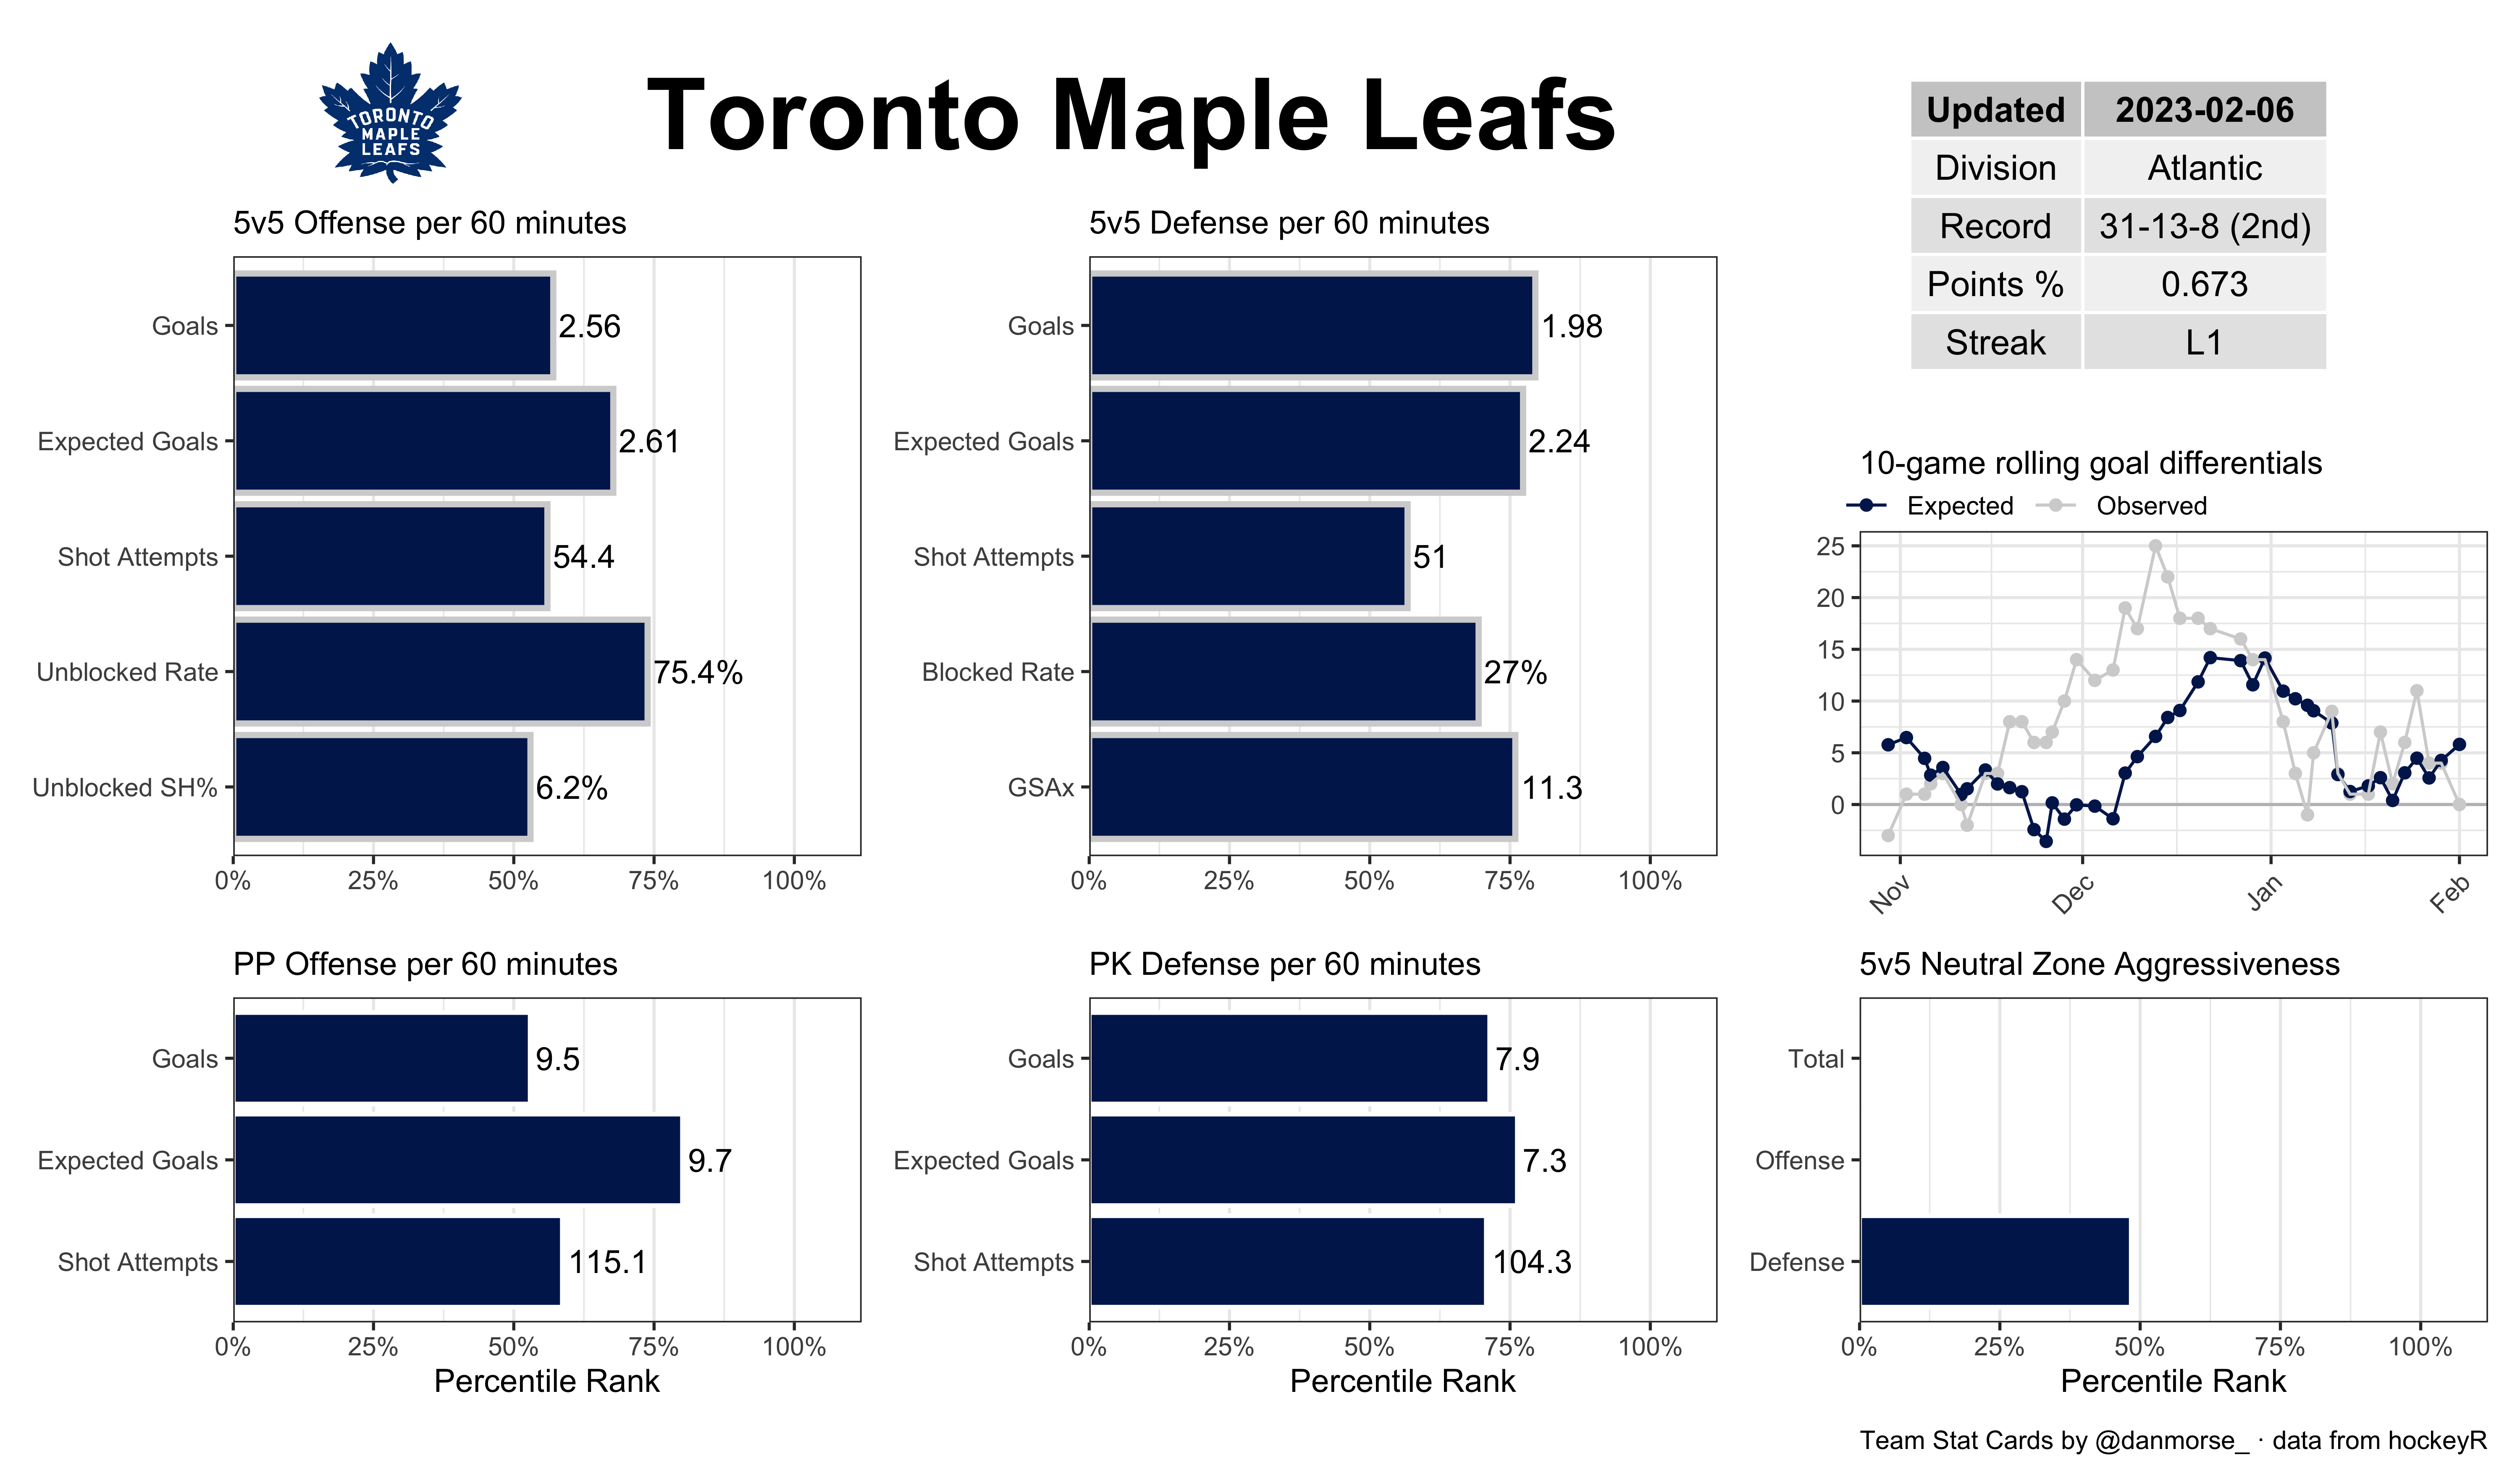 TORONTO
MAPLE
LEAFS
Toronto Maple Leafs
Updated 2023-02-06
Division Atlantic
Record 31-13-8 (2nd)
Points % 0.673
Streak L1
5v5 Offense per 60 minutes
Goals 2.56
Expected Goals 2.61
Shot Attempts 54.4
Unblocked Rate 75.4%
Unblocked SH% 6.2%
0% 25% 50% 75% 100%
5v5 Defense per 60 minutes
Goals 1.98
Expected Goals 2.24
Shot Attempts 51
Blocked Rate 27%
GSAx 11.3
0% 25% 50% 75% 100%
10-game rolling goal differentials
Expected Observed
25
20
15
10
5
0
Nov Dec Jan Feb
PP Offense per 60 minutes
Goals 9.5
Expected Goals 9.7
Shot Attempts 115.1
0% 25% 50% 75% 100%
Percentile Rank
PK Defense per 60 minutes
Goals 7.9
Expected Goals 7.3
Shot Attempts 104.3
0% 25% 50% 75% 100%
Percentile Rank
5v5 Neutral Zone Aggressiveness
Total
Offense
Defense
0% 25% 50% 75% 100%
Percentile Rank
Team Stat Cards by @danmorse_ · data from hockeyR